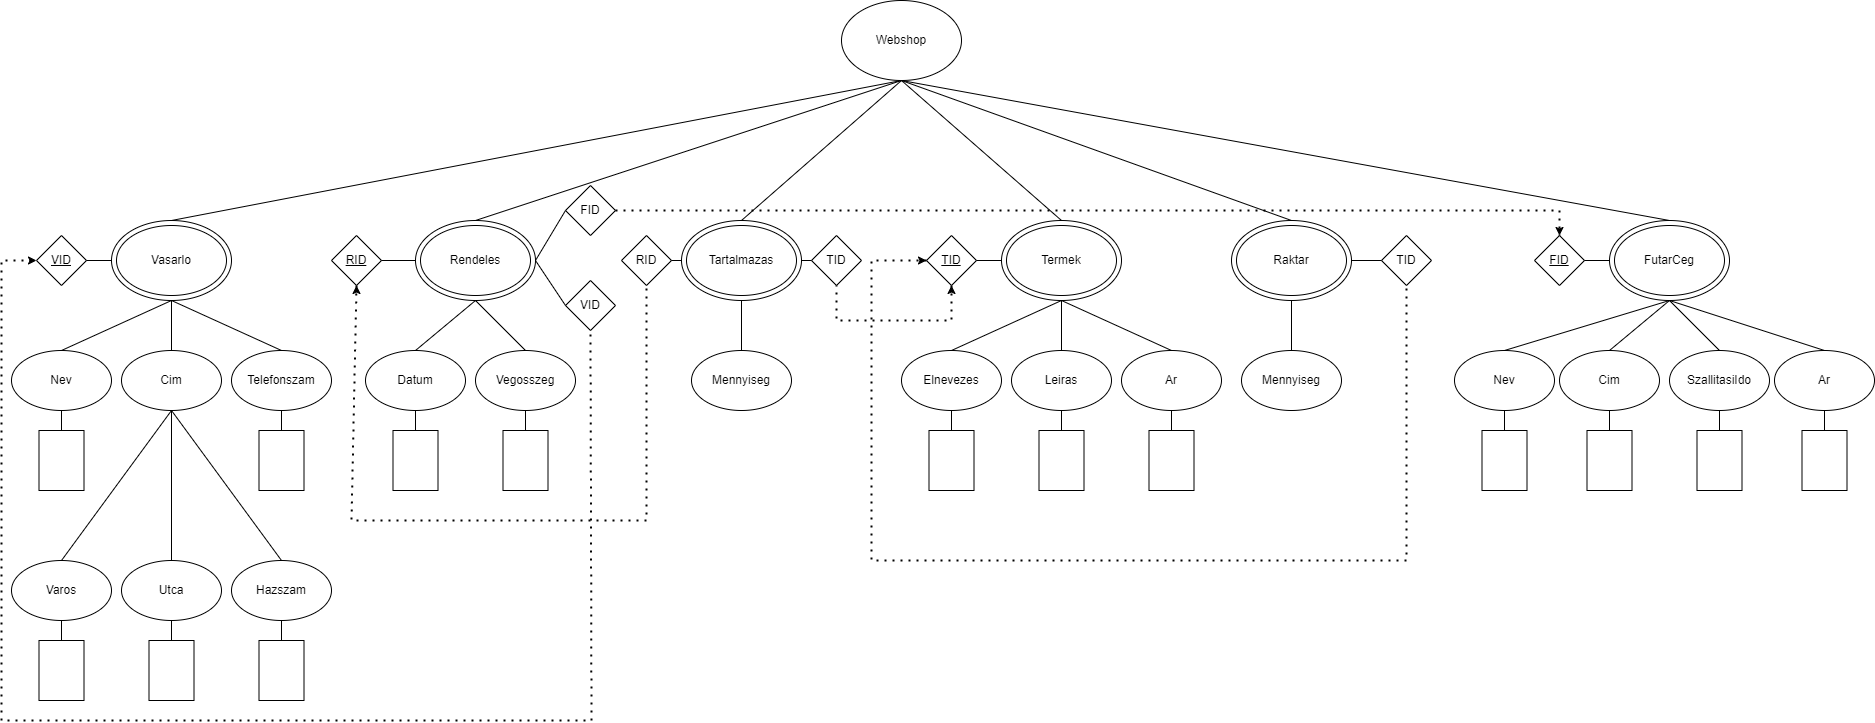 Webshop
FID
VID
Vasarlo
RID
Rendeles
RID
Tartalmazas
TID
TID
Termek
Raktar
TID
FID
FutarCeg
VID
Nev
Cim
Telefonszam
Datum
Vegosszeg
Mennyiseg
Elnevezes
Leiras
Ar
Mennyiseg
Nev
Cim
Szallitasildo
Ar
Varos
Utca
Hazszam